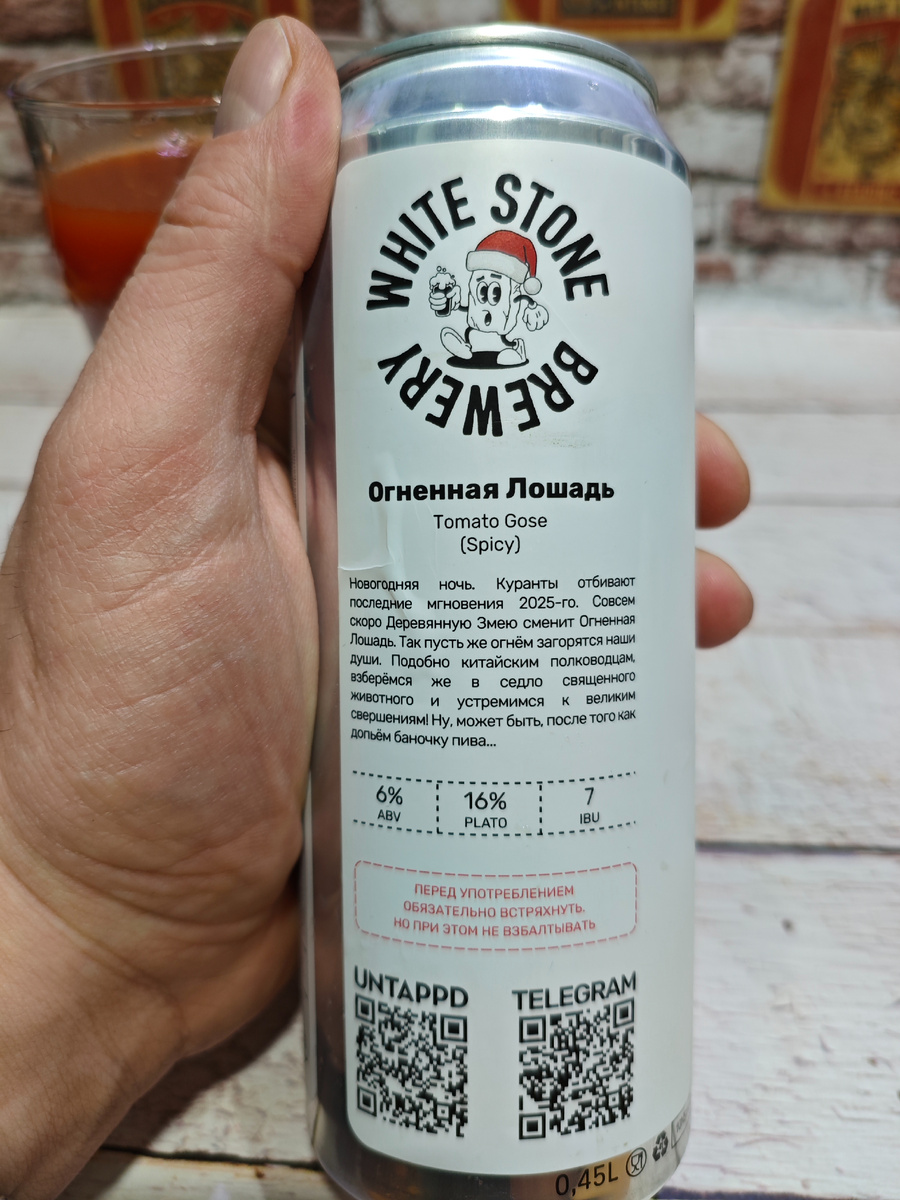 WHITE STONE
BREWERY
Огненная Лошадь
Tomato Gose
(Spicy)
Новогодняя ночь. Куранты отбивают
последние мгновения 2025-го. Совсем
скоро Деревянную Змею сменит Огненная
Лошадь. Так пусть же огнём загорятся наши
души. Подобно китайским полководцам,
взберёмся же в седло священного
животного и устремимся к великим
свершениям! Ну, может быть, после того как
допьём баночку пива...
6% 16% 7
ABV PLATO IBU
ПЕРЕД УПОТРЕБЛЕНИЕМ
ОБЯЗАТЕЛЬНО ВСТРЯХНУТЬ.
НО ПРИ ЭТОМ НЕ ВЗБАЛТЫВАТЬ
UNTAPPD TELEGRAM
0,45L